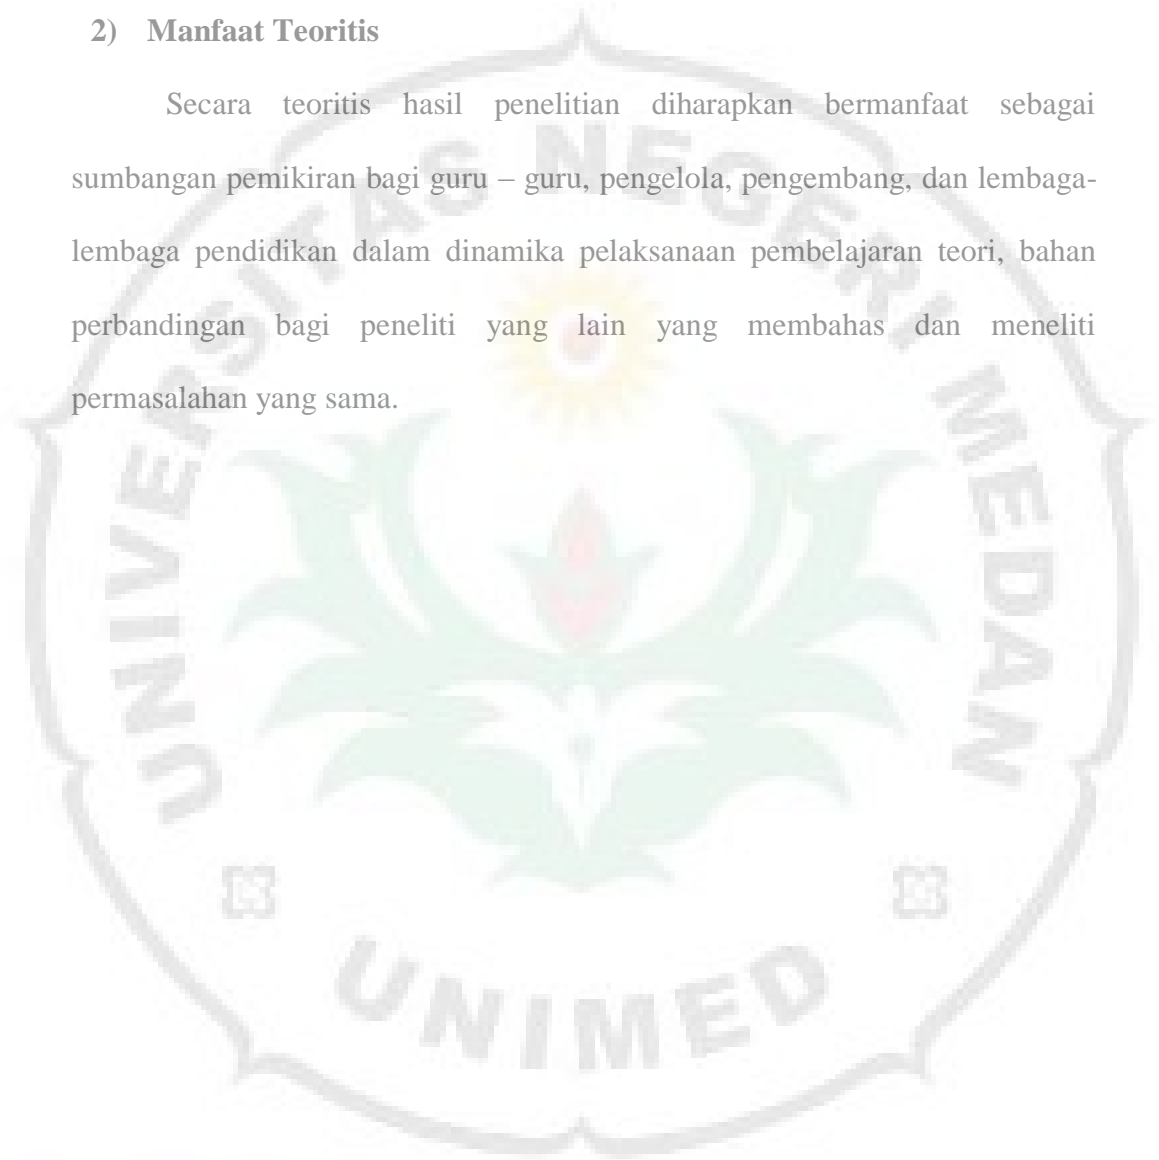 2) Manfaat Teoritis
Secara teoritis hasil penelitian diharapkan bermanfaat sebagai
sumbangan pemikiran bagi guru – guru, pengelola, pengembang, dan lembaga-
lembaga pendidikan dalam dinamika pelaksanaan pembelajaran teori, bahan
perbandingan bagi peneliti yang lain yang membahas dan meneliti
permasalahan yang sama.
UNIVERSITAS NEGERI MEDAN
UNIMED